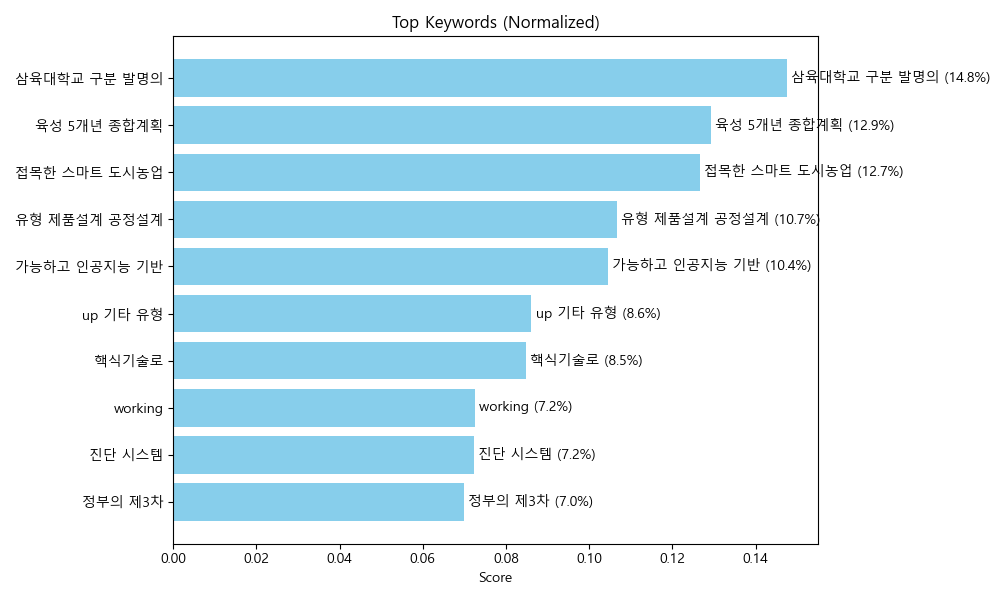 Top Keywords (Normalized)
삼육대학교 구분 발명의 삼육대학교 구분 발명의 (14.8%)
육성 5개년 종합계획 육성 5개년 종합계획 (12.9%)
접목한 스마트 도시농업 접목한 스마트 도시농업 (12.7%)
유형 제품설계 공정설계 유형 제품설계 공정설계 (10.7%)
가능하고 인공지능 기반 가능하고 인공지능 기반 (10.4%)
up 기타 유형 up 기타 유형 (8.6%)
핵식기술로 핵식기술로 (8.5%)
working working (7.2%)
진단 시스템 진단 시스템 (7.2%)
정부의 제3차 정부의 제3차 (7.0%)
0.00 0.02 0.04 0.06 0.08 0.10 0.12 0.14
Score